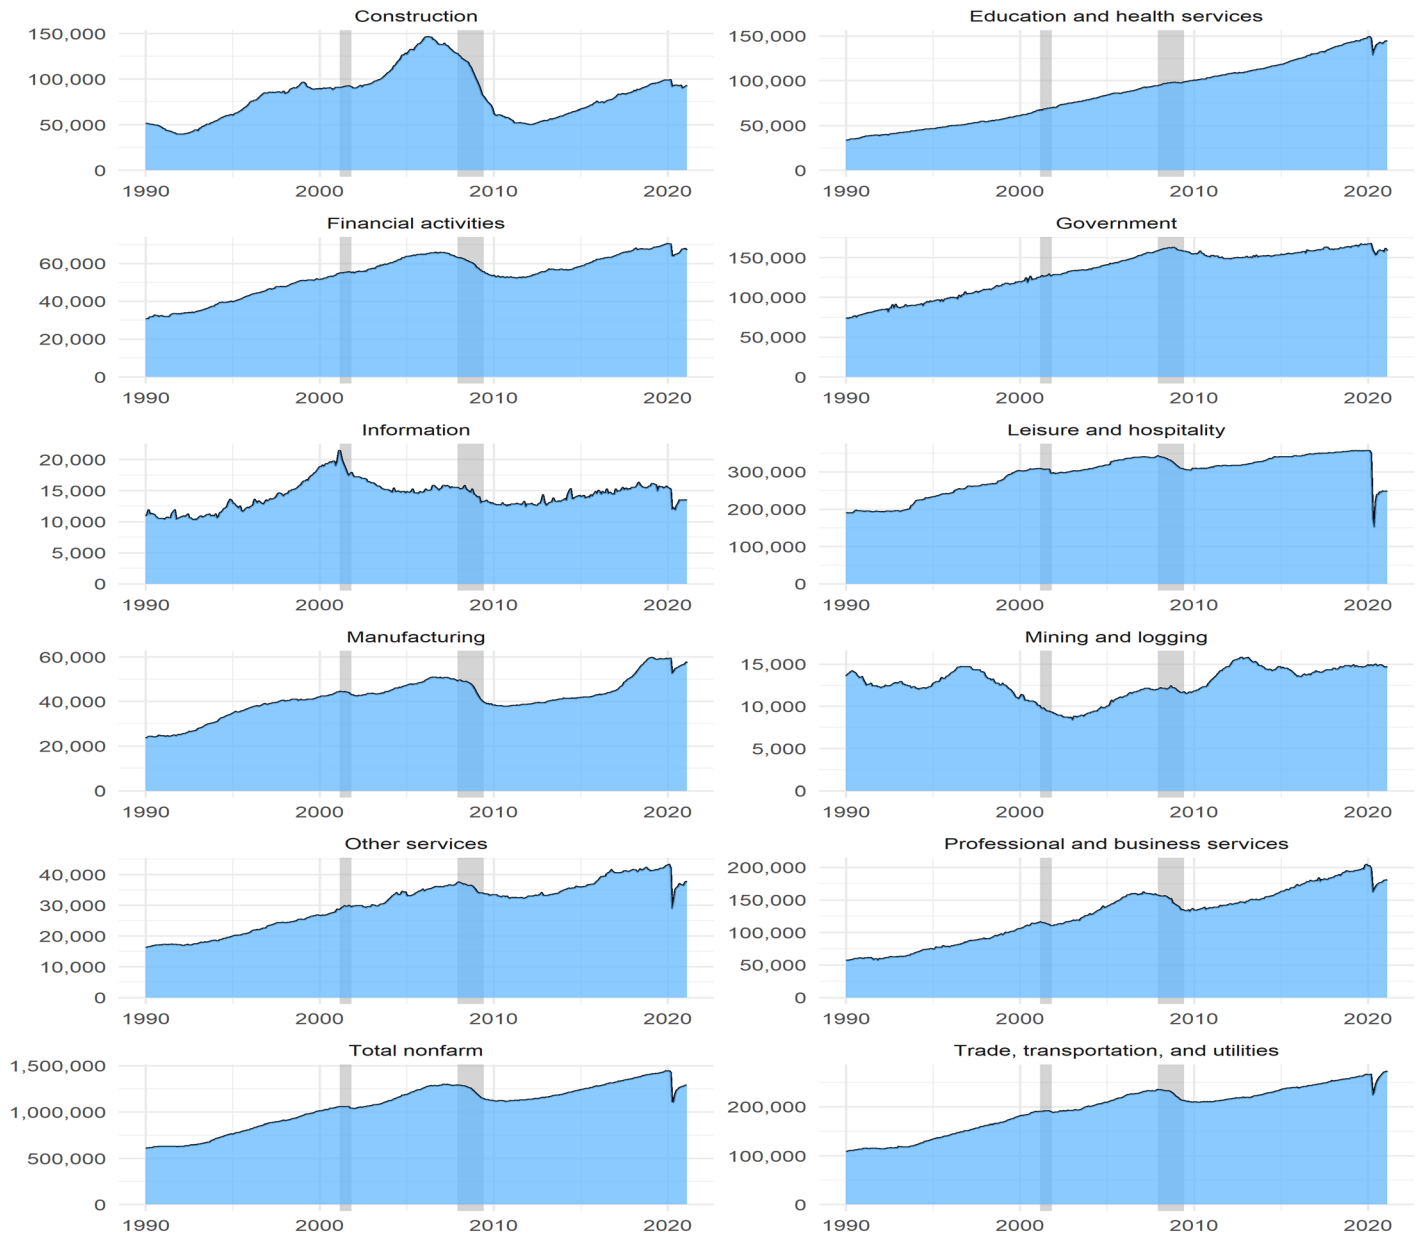 Construction
150,000
100,000
50,000
0
1990 2000 2010 2020
Education and health services
150,000
100,000
50,000
0
1990 2000 2010 2020
Financial activities
60,000
40,000
20,000
0
1990 2000 2010 2020
Government
150,000
100,000
50,000
0
1990 2000 2010 2020
Information
20,000
15,000
10,000
5,000
0
1990 2000 2010 2020
Leisure and hospitality
300,000
200,000
100,000
0
1990 2000 2010 2020
Manufacturing
60,000
40,000
20,000
0
1990 2000 2010 2020
Mining and logging
15,000
10,000
5,000
0
1990 2000 2010 2020
Other services
40,000
30,000
20,000
10,000
0
1990 2000 2010 2020
Professional and business services
200,000
150,000
100,000
50,000
0
1990 2000 2010 2020
Total nonfarm
1,500,000
1,000,000
500,000
0
1990 2000 2010 2020
Trade, transportation, and utilities
200,000
100,000
0
1990 2000 2010 2020